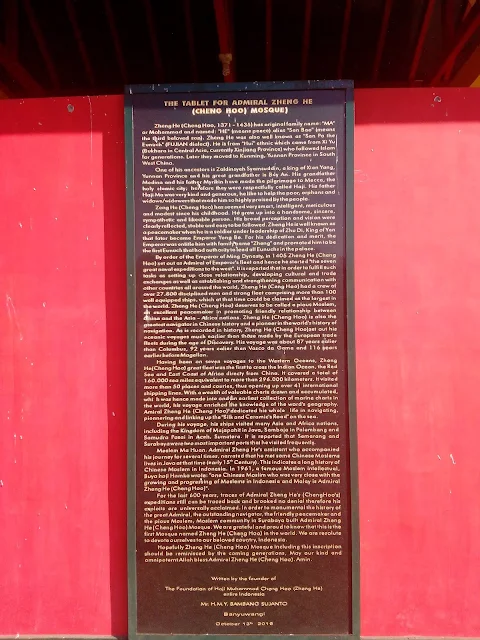 THE TABLET FOR ADMIRAL ZHENG HE
(CHENG HOO) MOSQUE)
Zheng He (Cheng Hoo, 1371 - 1435) has original family name: "MA"
or Mohammad and named: "HE" (means peace) alias "San Bao" (means
the third beloved son). Zheng He was also well known as "San Po the
Eunuch" (FUJIAN dialect). He is from "Hui" ethnic which come from Xi Yu
(Bukhara in Central Asia, currently Xinjiang Province) who followed Islam
for generations. Later they moved to Kunming, Yunnan Province in South
West China.
One of his ancestors is Zaidinsyah Syamsuddin, a king of Xian Yang,
Yunnan Province and his great grandfather is Bay An. His grandfather
Madina and his father Myrikin have made the pilgrimage to Mecca, the
holy eismic city; therefore they were respectifully called Haji. His father
Haji Ma was very kind and generous, he like to help the poor, orphans and
widows/widowers that made him so highly praised by the people.
Zeng He (Cheng Hoo) has seemed very smart, intelligent, meticulous
and modest since his childhood. He grew up into a handsome, sincere,
sympathetic and likeable person. His broad perception and vision were
clearly reflected, stable and easy to be followed. Zheng He is well known as
a peacemaker when he is a soldier under leadership of Zhu Di, King of Yan
that later became Emperor Yong Be. For his dedication and merit, the
Emperor was entitle him with family name "Zheng" and promoted him to be
the first Eunuch that had authority to lead all Eunuchs in the palace.
By order of the Emperor of Ming Dynasty, in 1405 Zheng He (Cheng
Hoo) set out as Admiral of Emperor's fleet and hence he started "the seven
great naval expeditions to the west". It is reported that in order to fulfil such
tasks as setting up close relationship, developing cultural and trade
exchanges as well as establishing and strengthening communication with
other countries all around the world, Zheng He (Cheng Hoo) had a crew of
over 27,800 disciplined men and strong fleet comprising more than 100
well equipped ships, which at that time could be claimed as the largest in
the world. Zheng He (Cheng Hoo) deserves to be called a pious Moslem,
an excellent peacemaker in promoting friendly relationship between
China and the Asia - Africa nations. Zheng He (Cheng Hoo) is also the
greatest navigator in Chinese history and a pioneer in the world's history of
navigation. As is recorded in history, Zheng He (Cheng Hoo)set out his
oceanic voyages much earlier than those made by the European trade
fleets during the age of Discovery. His voyage was about 87 years earlier
than Columbus, 92 years earlier than Vasco da Game and 116 years
earlier before Magellan.
Having been on seven voyages to the Western Oceans, Zheng
He(Cheng Hoo) great fleet was the first to cross the Indian Ocean, the Red
Sea and East Coast of Africa direcly from China. It covered a total of
160.000 sea miles equivalent to more than 296.000 kilometers. It visited
more than 50 places and countries, thus opening up over 41 international
shipping lines. With a wealth of valuable charts drawn and accumulated,
whic h was hence made into and an earliest collection of marine charts in
the world, his voyage enriched the knowledge of the word's geography.
Amiral Zheng He (Cheng Hoo) dedicated his whole life in navigating,
pionnering and linking up the "Silk and Ceramic's Road" on the sea.
During his voyage, his ships visited many Asia and Africa nations,
including the Kingdom of Majapahit in Java, Sambaja in Palembang and
Samudra Pasai in Aceh, Sumatera. It is reported that Semarang and
Surabaya were two most important ports that he visited frequently.
Moslem Ma Huan, Admiral Zheng He's assistant who accompanied
his journey for several times, narrated that he met some Chinese Moslems
lives in Java at that time (early 15th Century). This indicates a long history of
Chinese Moslem in Indonesia. In 1961, a famous Moslem intellectual,
Buya Haji Hamka wrote: "one Chinese Moslim who was very close with the
growing and progressing of Moslems in Indonesia and Malay is Admiral
Zheng He (Cheng Hoo)".
For the last 600 years, traces of Admiral Zheng He's (ChengHoo's)
expeditions still can be traced back and brooked no denial therefore his
exploits are universally acclaimed. In order to monumental the history of
the great Admirel, the outstanding navigator, the friendly peacemaker and
the pious Moslem, Moslem community in Surabaya built Admiral Zheng
He (Cheng Hoo) Mosque. We are grateful and proud to know that this is the
first Mosque named Zheng He (Cheng Hoo) in the world. We are resolute
to devote ourselves to our beloved country, Indonesia.
Hopefully Zheng He (Cheng Hoo) Mosque including this inscription
should be reminisced by the coming generations. May our kind and
omnipotent Allah bless Admiral Zheng He (Cheng Hoo). Amin.
Written by the founder of
The Foundation of Haji Muhammad Cheng Hoo (Zheng He)
entire Indonesia
Mr. H.M.Y. BAMBANG SUJANTO
Banyuwangi
October 13th 2016